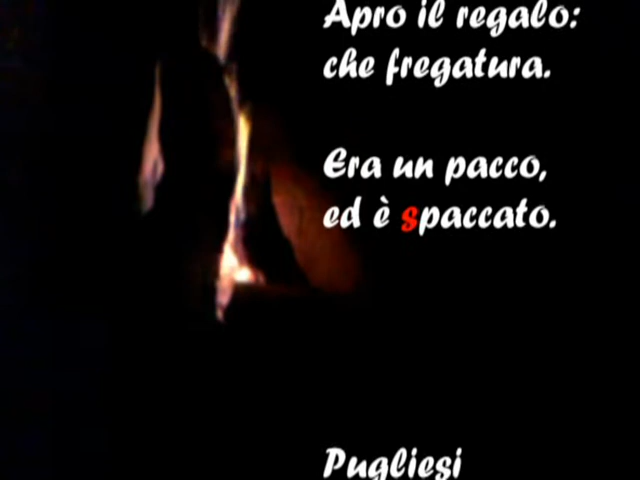 Apro il regalo:
che fregatura.
Era un pacco,
ed è spaccato.
Pugliesi